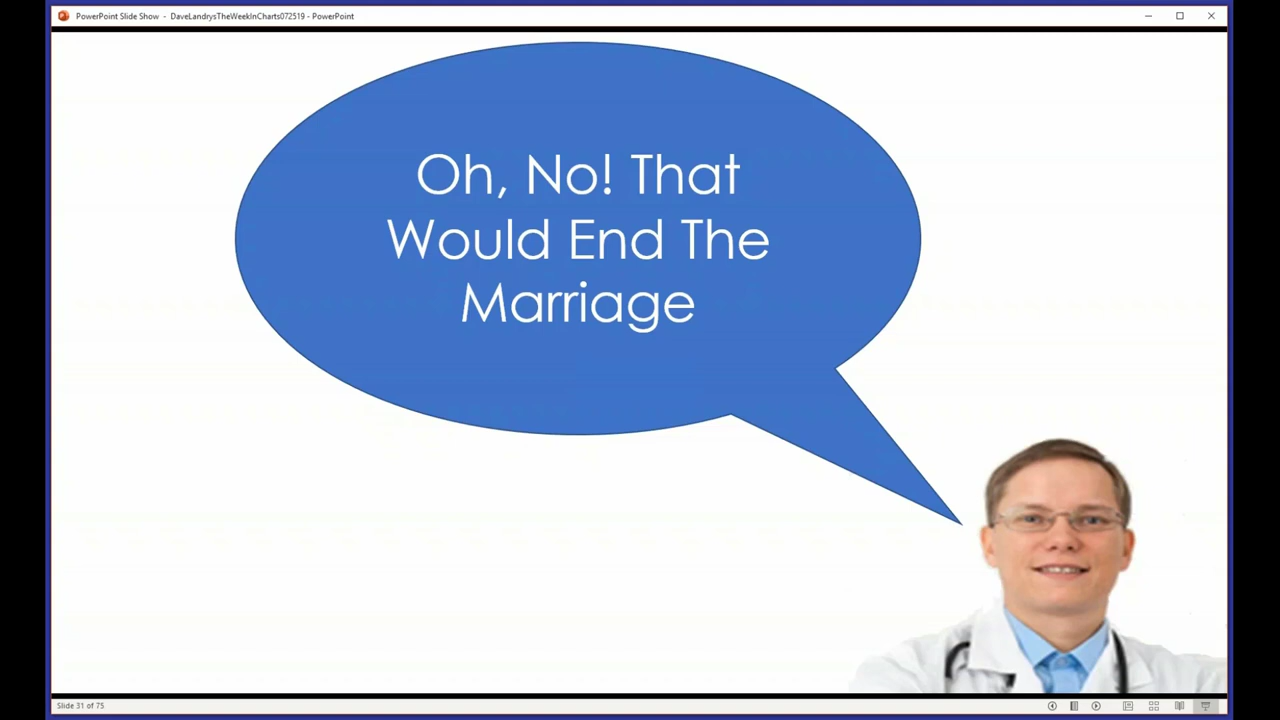 PowerPoint Slide Show - DaveLandrysTheWeekInCharts072519 - PowerPoint
Oh, No! That
Would End The
Marriage
Slide 31 of 75